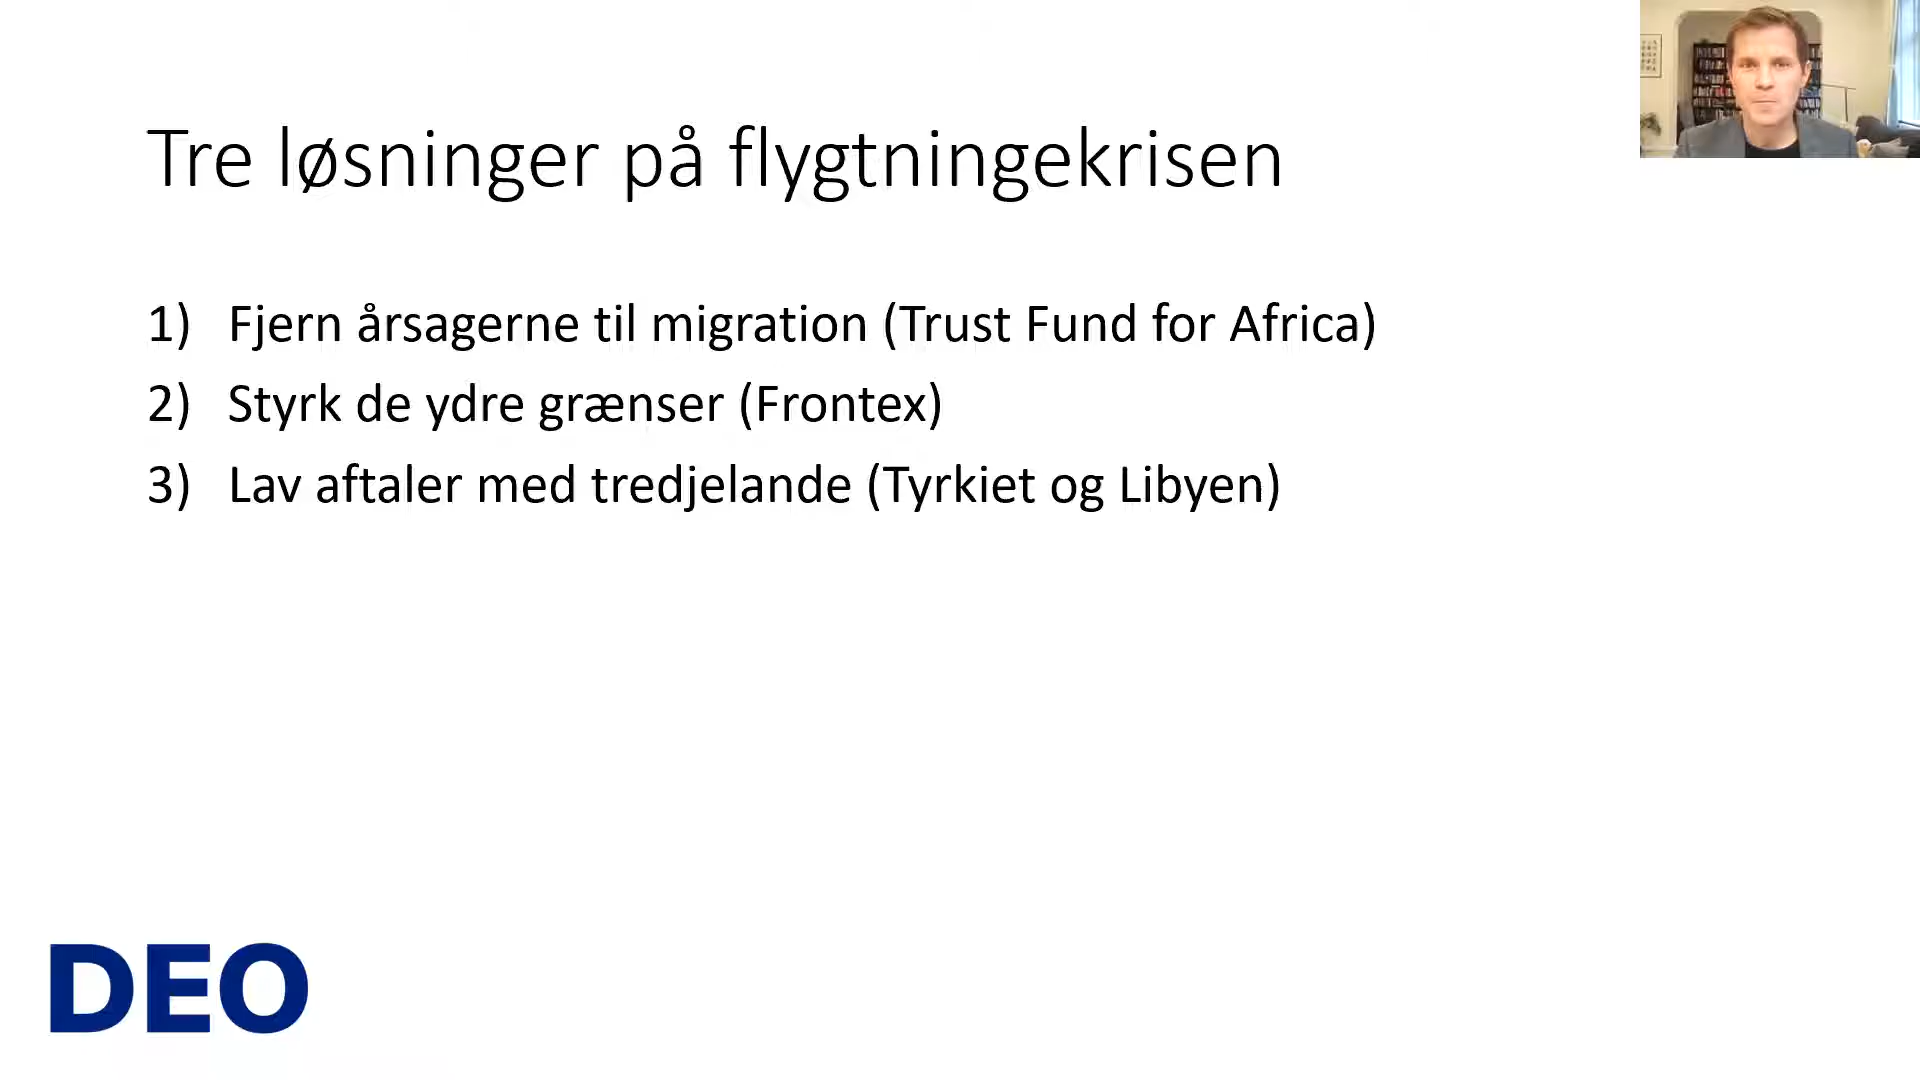 Tre løsninger på flygtningekrisen
1) Fjern årsagerne til migration (Trust Fund for Africa)
2) Styrk de ydre grænser (Frontex)
3) Lav aftaler med tredjelande (Tyrkiet og Libyen)
DEO